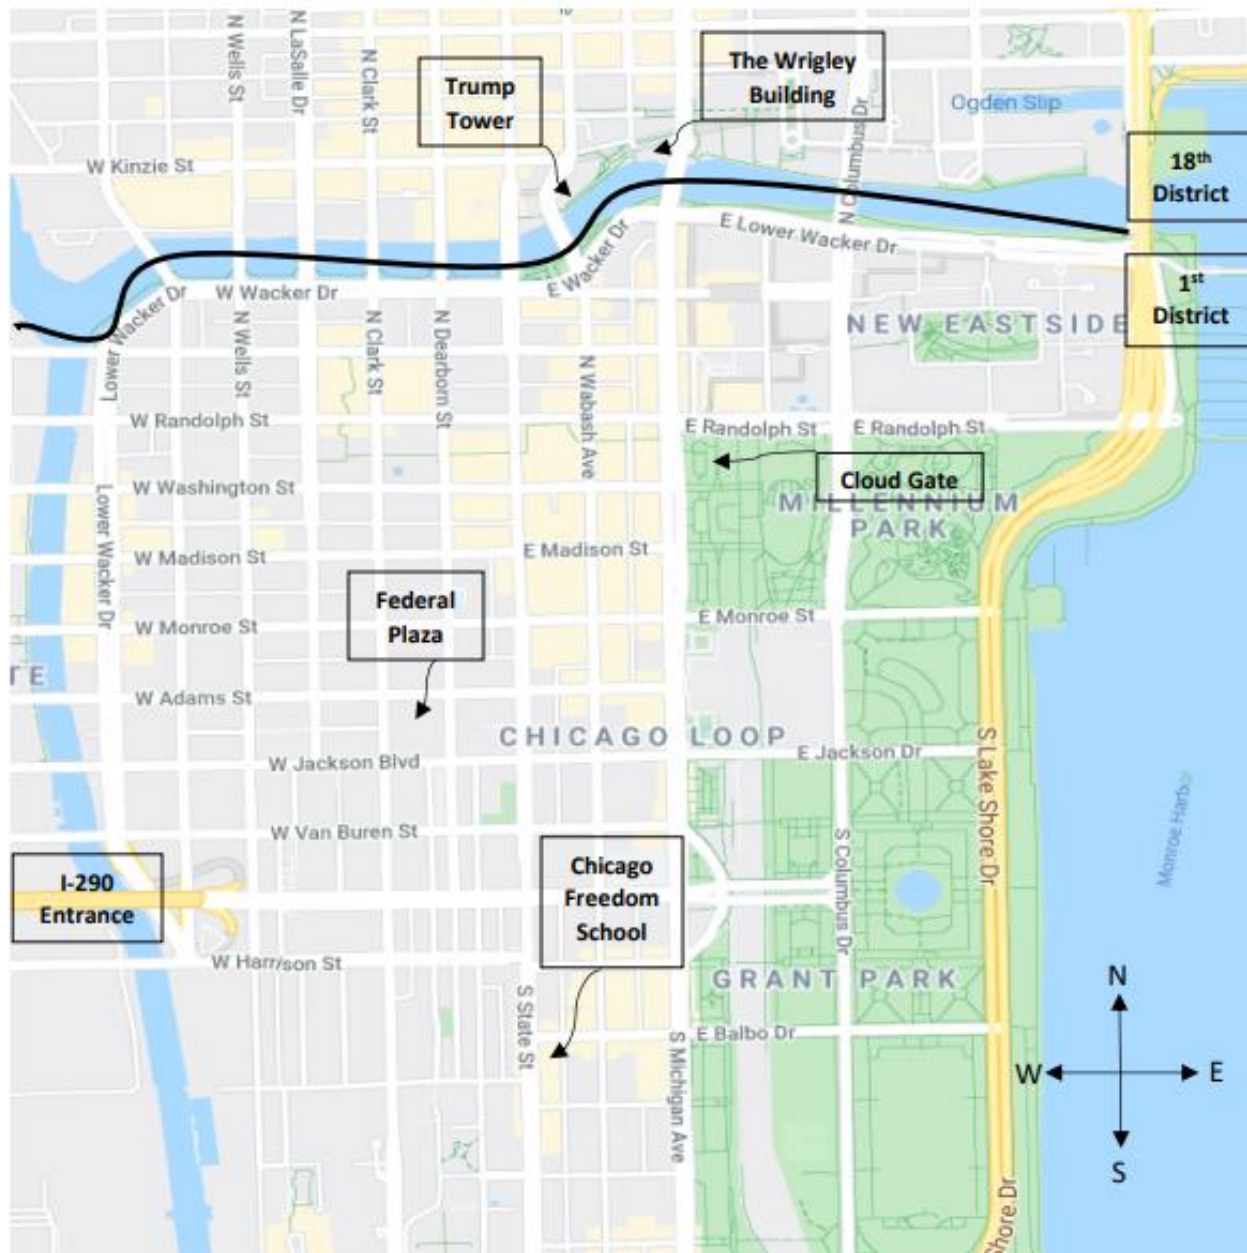 N Wells St
N LaSalle Dr
N Clark St
Trump
Tower
The Wrigley
Building
N Columbus Dr
Ogden Slip
W Kinzie St
18th
District
E Lower Wacker Dr
E Wacker Dr
W Wacker Dr
Lower Wacker Dr
1st
District
NEW EASTSIDE
N Wells St
N Clark St
N Dearborn St
N Wabash Ave
W Randolph St
E Randolph St
E Randolph St
Cloud Gate
MILLENNIUM
PARK
W Washington St
Lower Wacker Dr
W Madison St
E Madison St
Federal
Plaza
W Monroe St
E Monroe St
TE
W Adams St
CHICAGO LOOP
E Jackson Dr
W Jackson Blvd
S Lake Shore Dr
Monroe Harbor
W Van Buren St
S Columbus Dr
I-290
Entrance
Chicago
Freedom
School
W Harrison St
GRANT PARK
S State St
E Balbo Dr
S Michigan Ave
N
W
E
S
Shore Dr